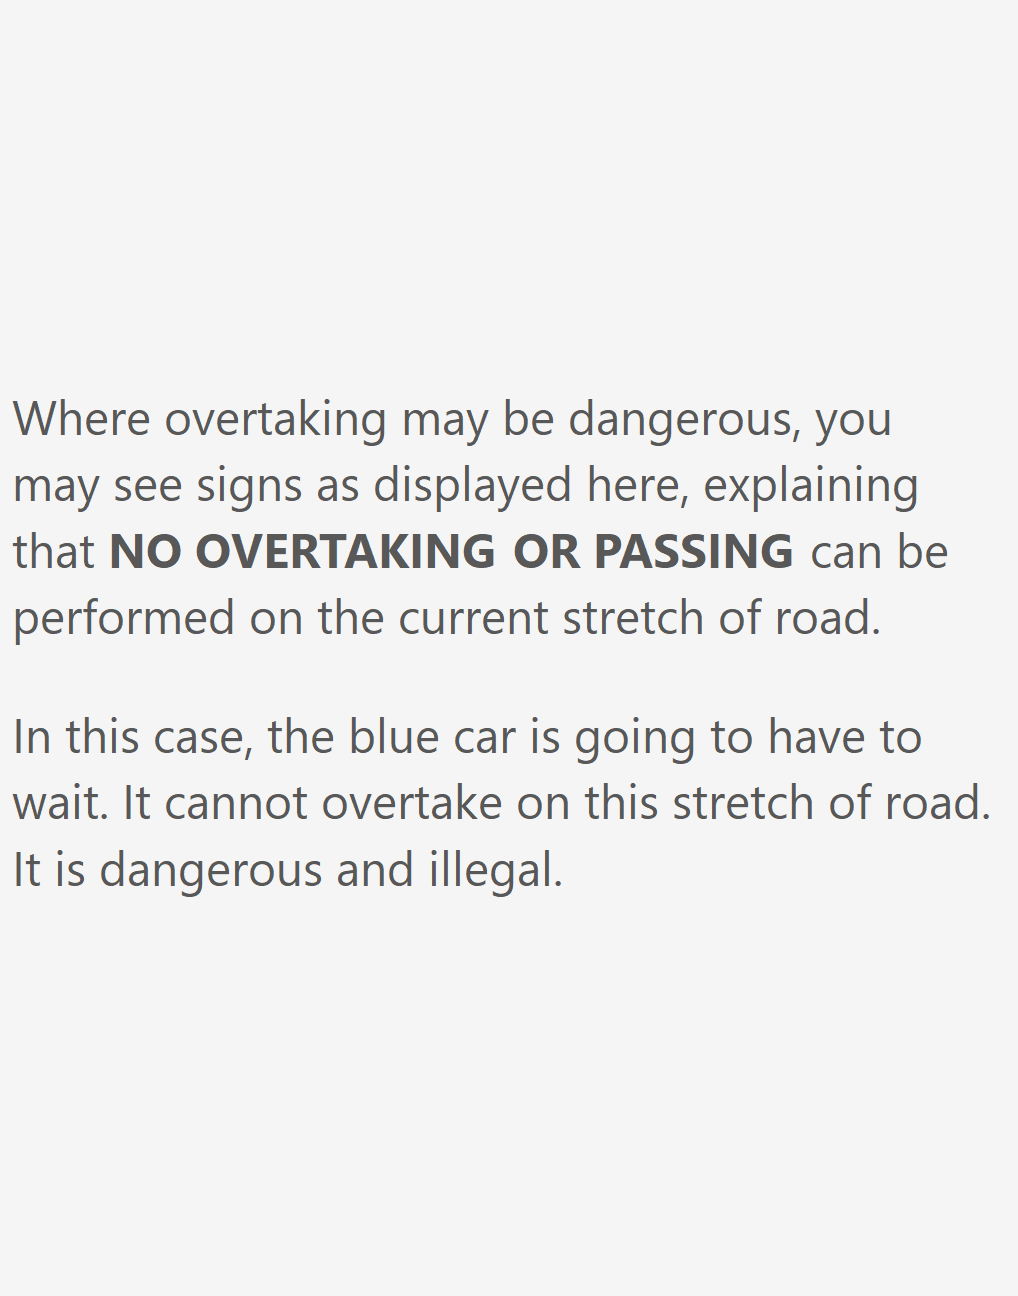 Where overtaking may be dangerous, you
may see signs as displayed here, explaining
that NO OVERTAKING OR PASSING can be
performed on the current stretch of road.
In this case, the blue car is going to have to
wait. It cannot overtake on this stretch of road.
It is dangerous and illegal.